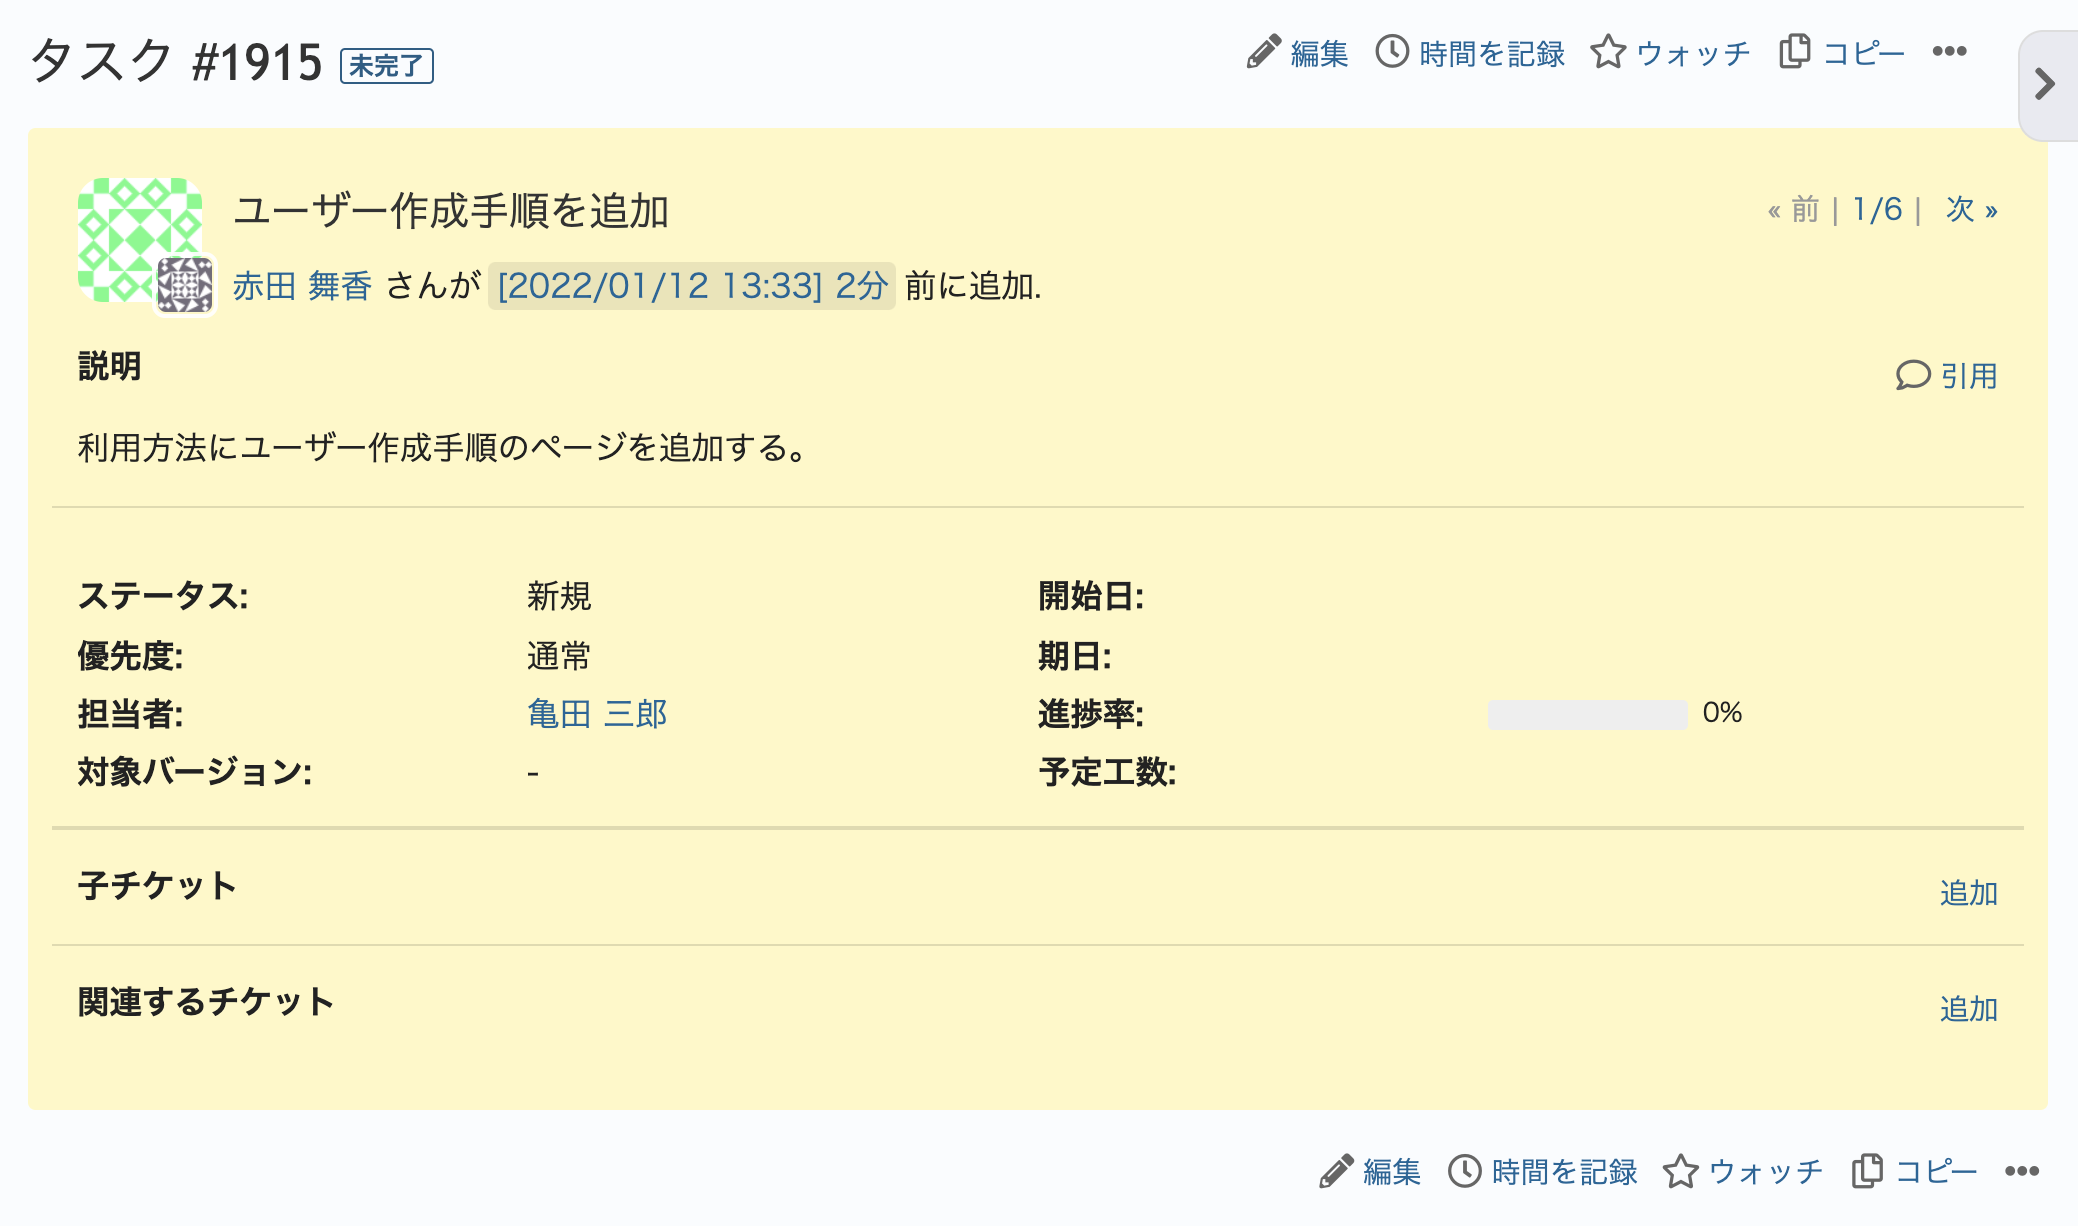 タスク #1915 未完了
編集 時間を記録 ウォッチ コピー •••
ユーザー作成手順を追加
« 前 | 1/6 | 次 »
赤田 舞香 さんが [2022/01/12 13:33] 2分 前に追加.
説明
引用
利用方法にユーザー作成手順のページを追加する。
ステータス: 新規 開始日:
優先度: 通常 期日:
担当者: 亀田 三郎 進捗率: 0%
対象バージョン: - 予定工数:
子チケット 追加
関連するチケット 追加
編集 時間を記録 ウォッチ コピー •••